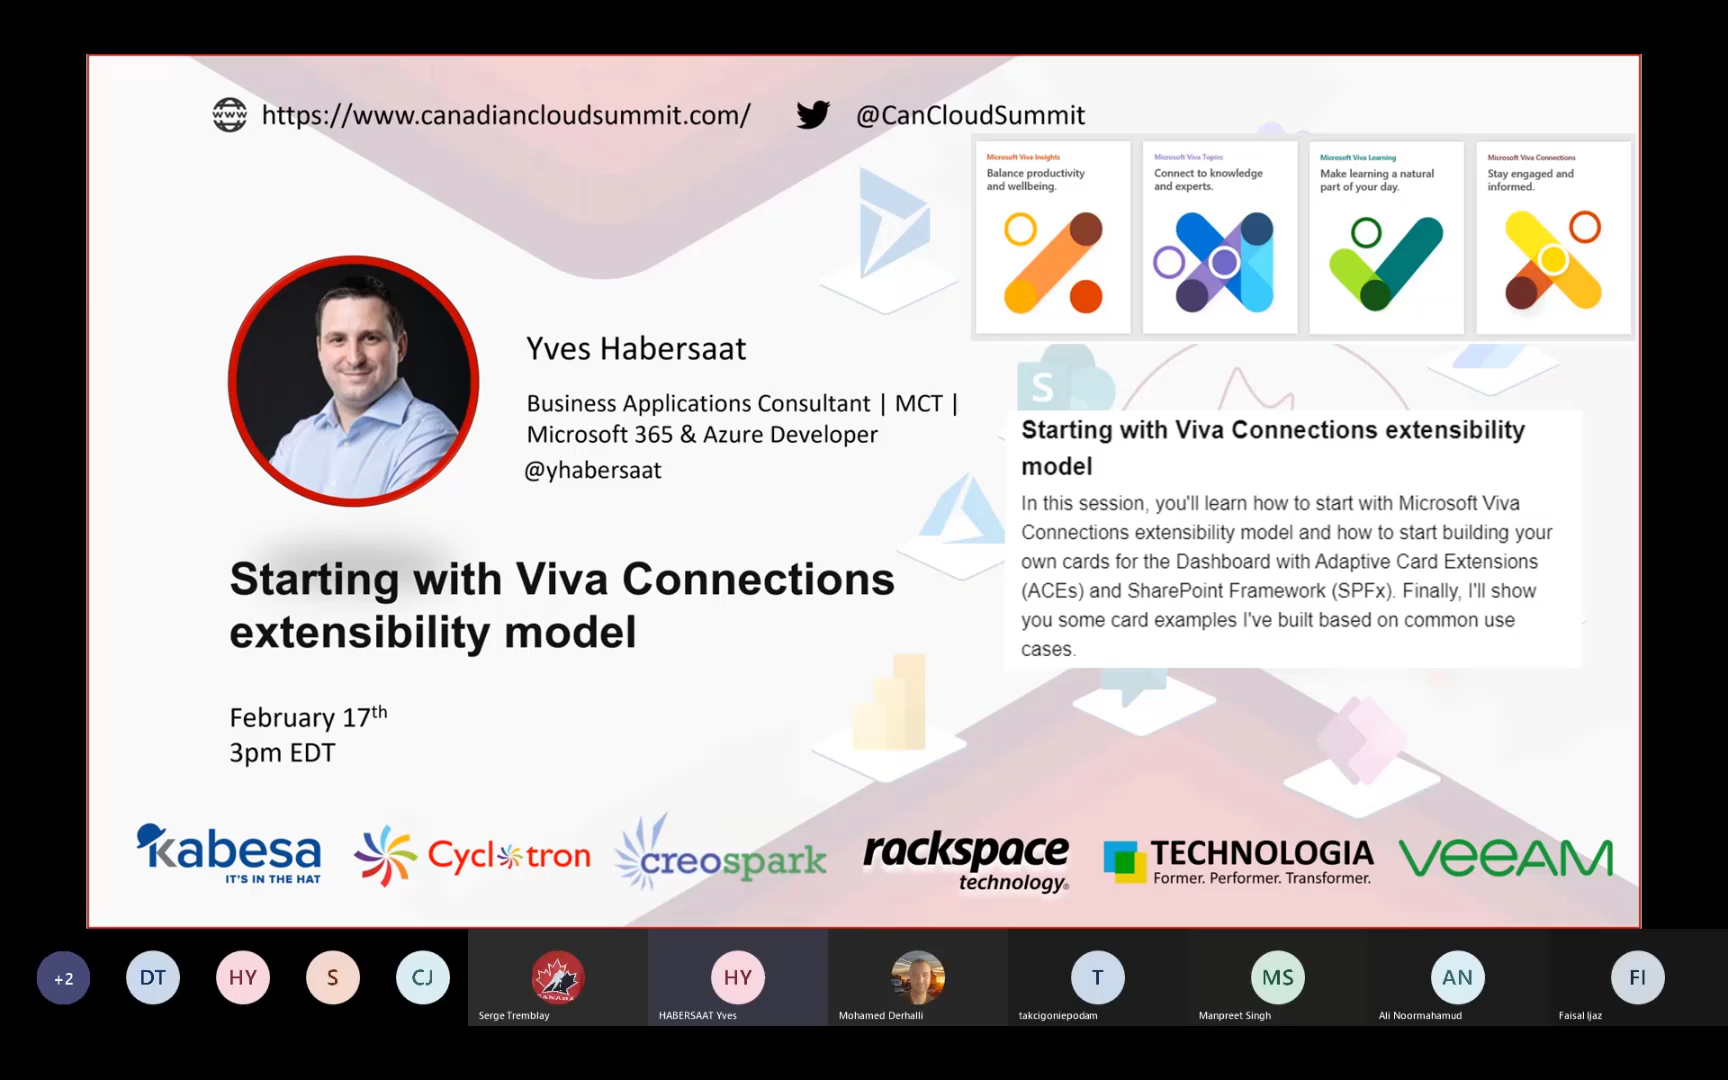 https://www.canadiancloudsummit.com/
@CanCloudSummit
Microsoft Viva Insights
Balance productivity
and wellbeing.
Microsoft Viva Topics
Connect to knowledge
and experts.
Microsoft Viva Learning
Make learning a natural
part of your day.
Microsoft Viva Connections
Stay engaged and
informed.
Yves Habersaat
Business Applications Consultant | MCT |
Microsoft 365 & Azure Developer
@yhabersaat
S
Starting with Viva Connections extensibility
model
In this session, you'll learn how to start with Microsoft Viva
Connections extensibility model and how to start building your
own cards for the Dashboard with Adaptive Card Extensions
(ACEs) and SharePoint Framework (SPFx). Finally, I'll show
you some card examples I've built based on common use
cases.
Starting with Viva Connections
extensibility model
February 17th
3pm EDT
kabesa
IT'S IN THE HAT
Cyclotron
creospark
rackspace
technology®
TECHNOLOGIA
Former. Performer. Transformer.
veeAM
+2
DT
HY
S
CJ
CANADA
Serge Tremblay
HY
HABERSAAT Yves
Mohamed Derhalli
T
takcigoniepodam
MS
Manpreet Singh
AN
Ali Noormahamud
FI
Faisal Ijaz